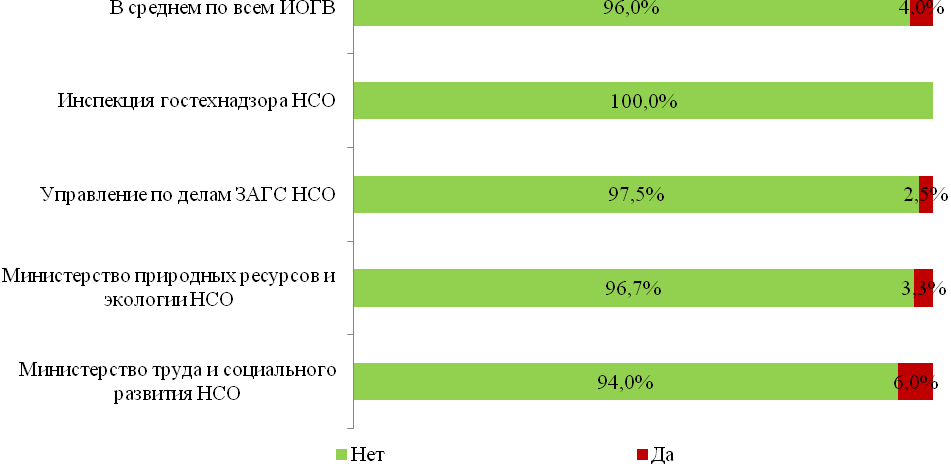 В среднем по всем ИОГВ
96,0%
4,0%
Инспекция гостехнадзора НСО
100,0%
Управление по делам ЗАГС НСО
97,5%
2,5%
Министерство природных ресурсов и
экологии НСО
96,7%
3,3%
Министерство труда и социального
развития НСО
94,0%
6,0%
Нет
Да